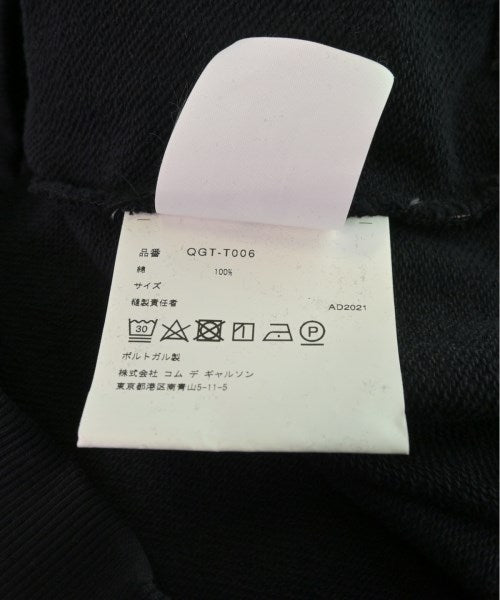 品番 QGT-T006
綿 100%
サイズ
縫製責任者 AD2021
30 P
ポルトガル製
株式会社 コム デ ギャルソン
東京都港区南青山5-11-5